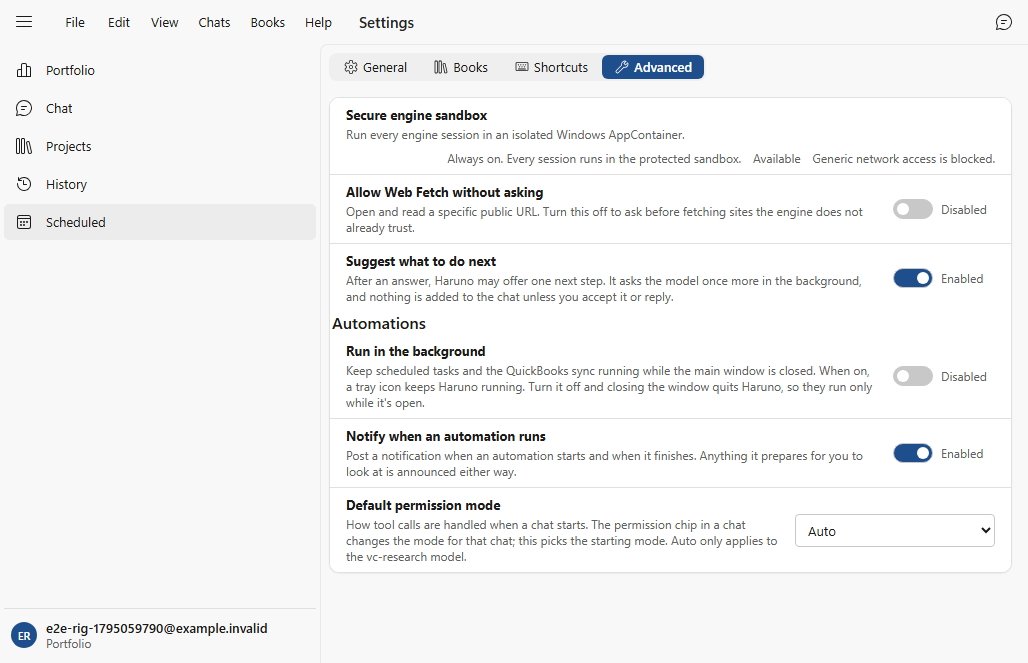 File Edit View Chats Books Help Settings
Portfolio
Chat
Projects
History
Scheduled
General Books Shortcuts Advanced
Secure engine sandbox
Run every engine session in an isolated Windows AppContainer.
Always on. Every session runs in the protected sandbox. Available Generic network access is blocked.
Allow Web Fetch without asking
Open and read a specific public URL. Turn this off to ask before fetching sites the engine does not
already trust.
Disabled
Suggest what to do next
After an answer, Haruno may offer one next step. It asks the model once more in the background,
and nothing is added to the chat unless you accept it or reply.
Enabled
Automations
Run in the background
Keep scheduled tasks and the QuickBooks sync running while the main window is closed. When on,
a tray icon keeps Haruno running. Turn it off and closing the window quits Haruno, so they run only
while it's open.
Disabled
Notify when an automation runs
Post a notification when an automation starts and when it finishes. Anything it prepares for you to
look at is announced either way.
Enabled
Default permission mode
How tool calls are handled when a chat starts. The permission chip in a chat
changes the mode for that chat; this picks the starting mode. Auto only applies to
the vc-research model.
Auto
ER
e2e-rig-1795059790@example.invalid
Portfolio